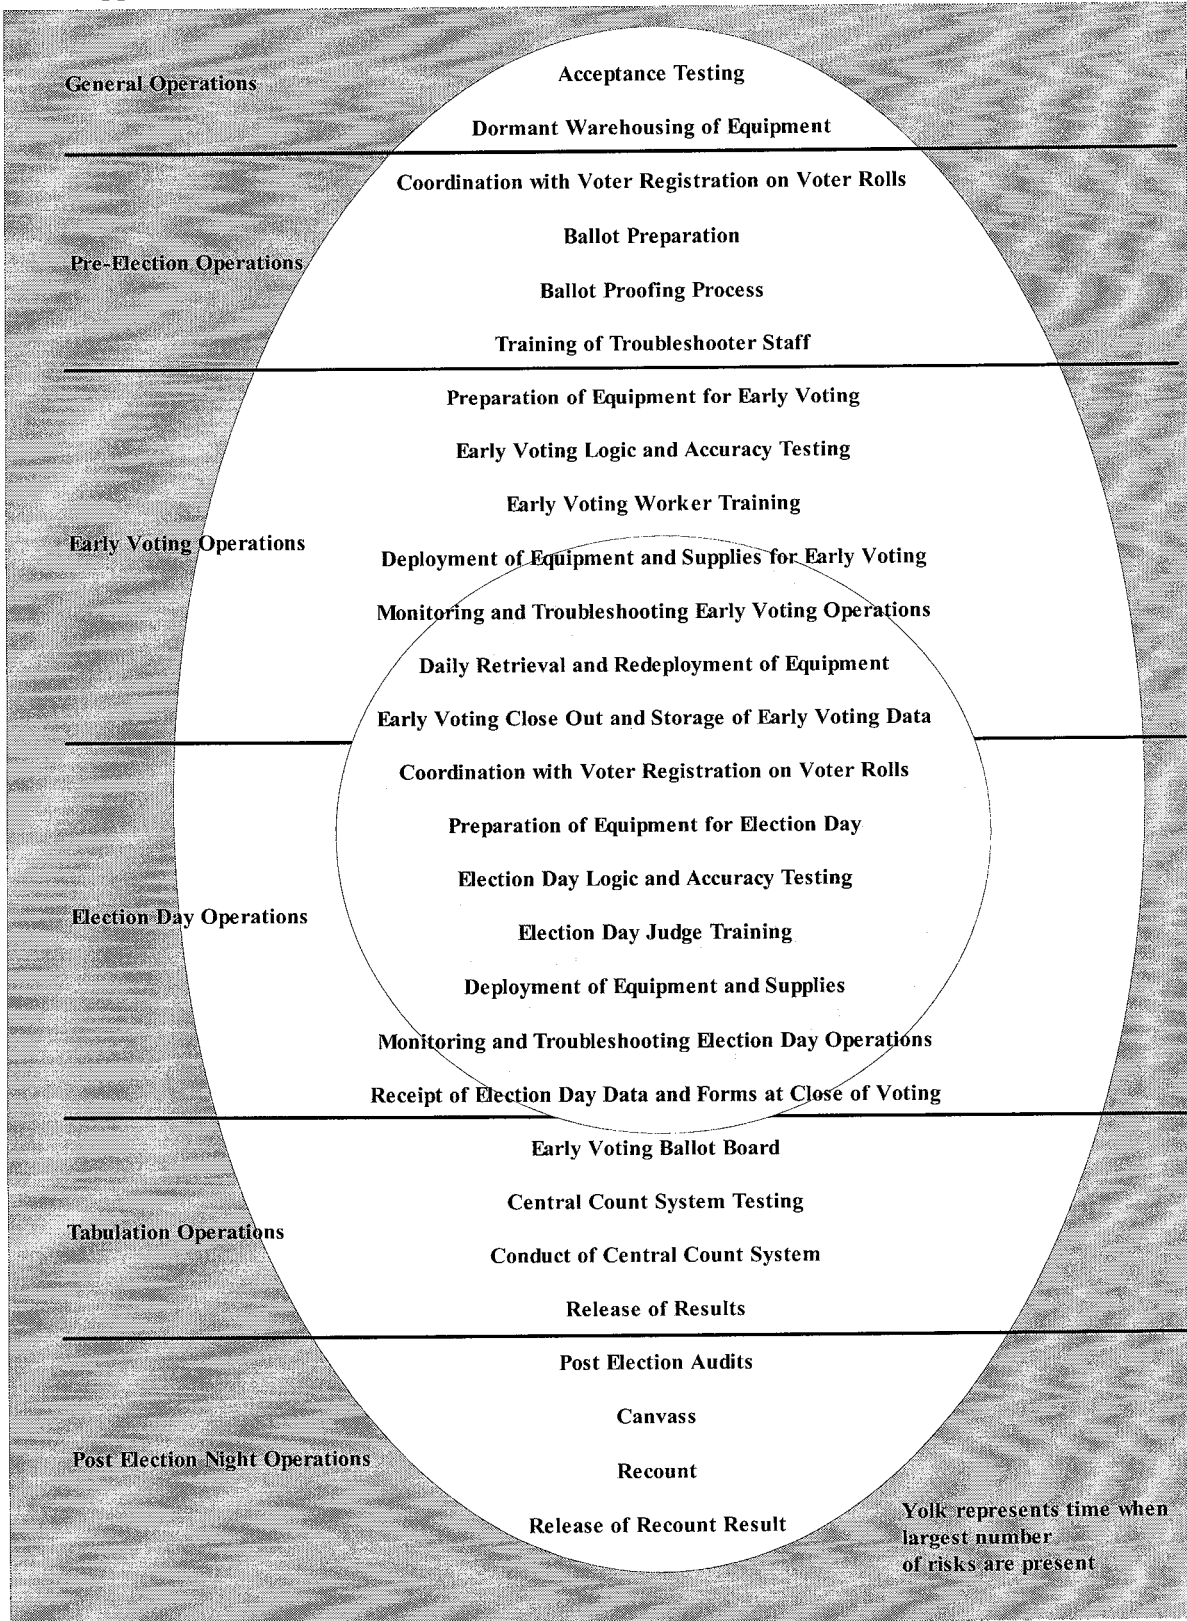 General Operations
Acceptance Testing
Dormant Warehousing of Equipment
Coordination with Voter Registration on Voter Rolls
Ballot Preparation
Pre-Election Operations
Ballot Proofing Process
Training of Troubleshooter Staff
Preparation of Equipment for Early Voting
Early Voting Logic and Accuracy Testing
Early Voting Worker Training
Early Voting Operations
Deployment of Equipment and Supplies for Early Voting
Monitoring and Troubleshooting Early Voting Operations
Daily Retrieval and Redeployment of Equipment
Early Voting Close Out and Storage of Early Voting Data
Coordination with Voter Registration on Voter Rolls
Preparation of Equipment for Election Day
Election Day Logic and Accuracy Testing
Election Day Operations
Election Day Judge Training
Deployment of Equipment and Supplies
Monitoring and Troubleshooting Election Day Operations
Receipt of Election Day Data and Forms at Close of Voting
Early Voting Ballot Board
Central Count System Testing
Tabulation Operations
Conduct of Central Count System
Release of Results
Post Election Audits
Canvass
Post Election Night Operations
Recount
Release of Recount Result
Yolk represents time when
largest number
of risks are present